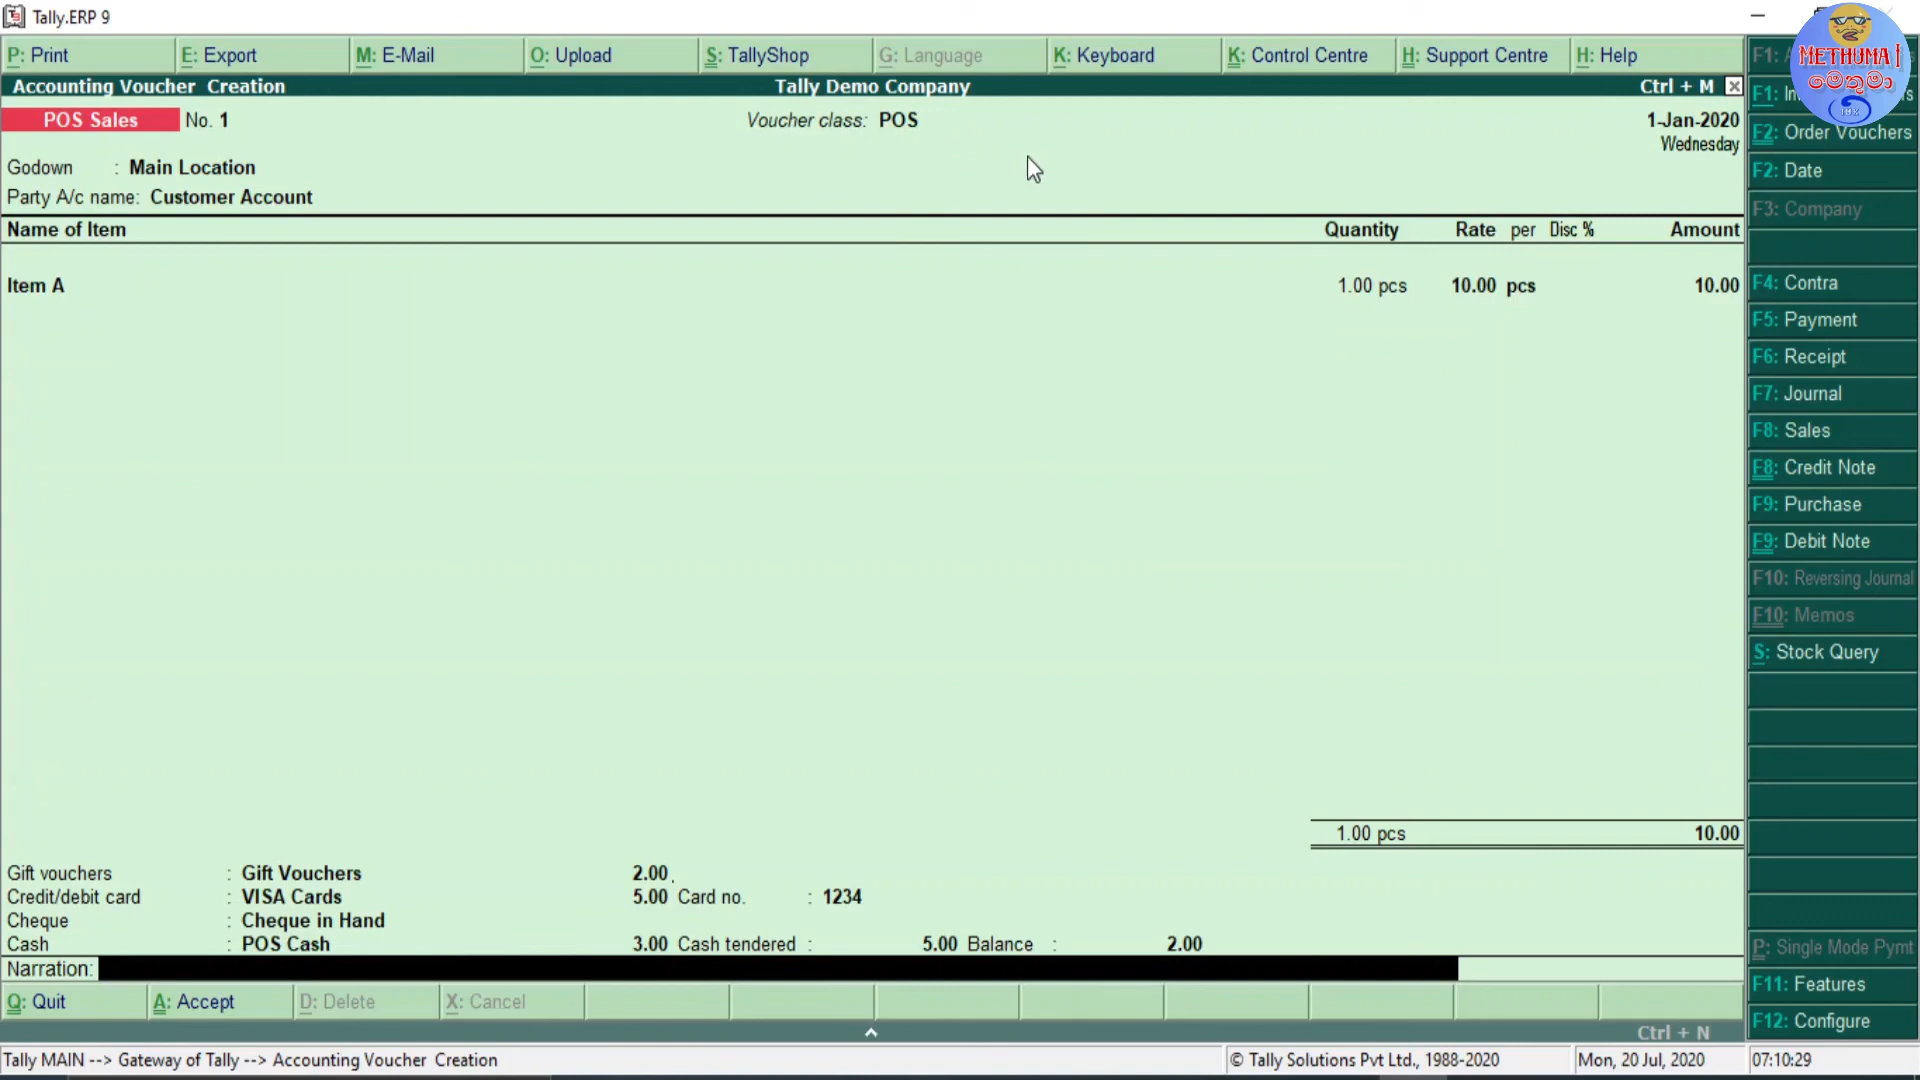 Tally.ERP 9
P: Print E: Export M: E-Mail O: Upload S: TallyShop G: Language K: Keyboard K: Control Centre H: Support Centre H: Help
Accounting Voucher Creation Tally Demo Company Ctrl + M
POS Sales No. 1 Voucher class: POS 1-Jan-2020
Wednesday
Godown : Main Location
Party A/c name: Customer Account
Name of Item Quantity Rate per Disc % Amount
Item A 1.00 pcs 10.00 pcs 10.00
1.00 pcs 10.00
Gift vouchers : Gift Vouchers 2.00
Credit/debit card : VISA Cards 5.00 Card no. : 1234
Cheque : Cheque in Hand
Cash : POS Cash 3.00 Cash tendered : 5.00 Balance : 2.00
Narration:
Q: Quit A: Accept D: Delete X: Cancel
Ctrl + N
Tally MAIN --> Gateway of Tally --> Accounting Voucher Creation © Tally Solutions Pvt Ltd., 1988-2020 Mon, 20 Jul, 2020 07:10:29
METHUMA
මෙතුමා
F1:
F1:
F2: Order Vouchers
F2: Date
F3: Company
F4: Contra
F5: Payment
F6: Receipt
F7: Journal
F8: Sales
F8: Credit Note
F9: Purchase
F9: Debit Note
F10: Reversing Journal
F10: Memos
S: Stock Query
P: Single Mode Pymt
F11: Features
F12: Configure